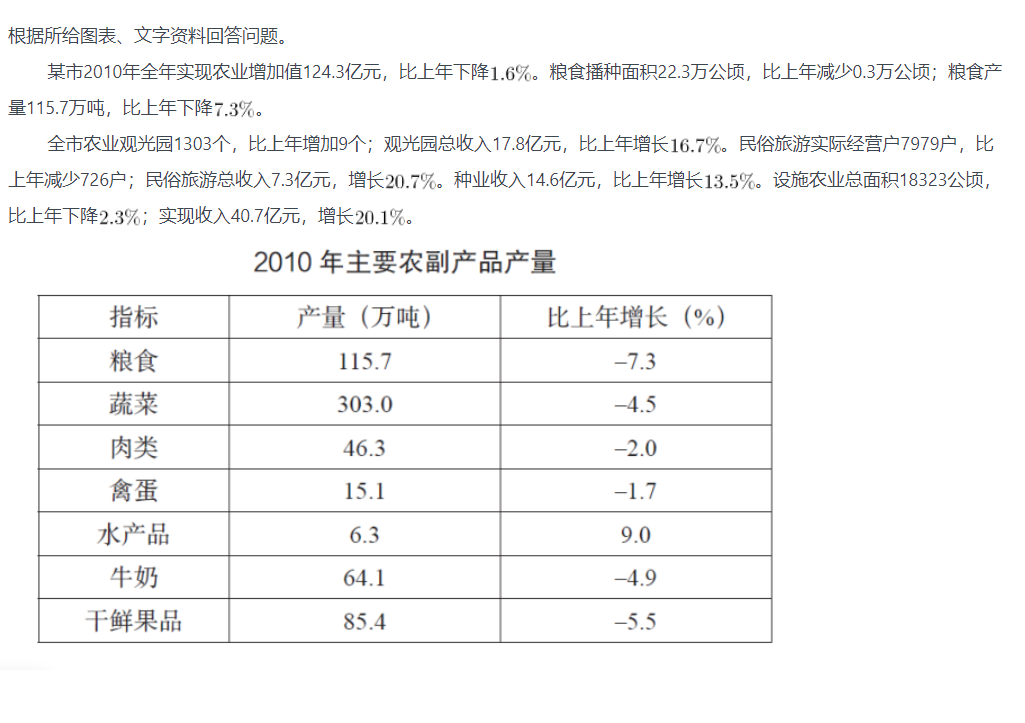 根据所给图表、文字资料回答问题。
某市2010年全年实现农业增加值124.3亿元，比上年下降1.6%。粮食播种面积22.3万公顷，比上年减少0.3万公顷；粮食产
量115.7万吨，比上年下降7.3%。
全市农业观光园1303个，比上年增加9个；观光园总收入17.8亿元，比上年增长16.7%。民俗旅游实际经营户7979户，比
上年减少726户；民俗旅游总收入7.3亿元，增长20.7%。种业收入14.6亿元，比上年增长13.5%。设施农业总面积18323公顷，
比上年下降2.3%；实现收入40.7亿元，增长20.1%。
2010 年主要农副产品产量
指标 产量（万吨） 比上年增长（%）
粮食 115.7 –7.3
蔬菜 303.0 –4.5
肉类 46.3 –2.0
禽蛋 15.1 –1.7
水产品 6.3 9.0
牛奶 64.1 –4.9
干鲜果品 85.4 –5.5